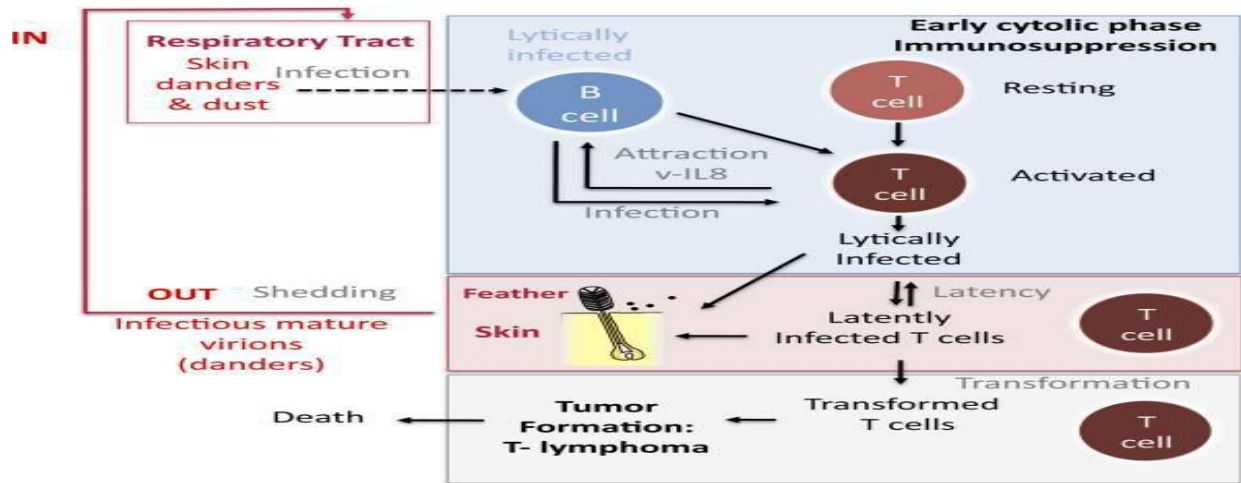 IN
Respiratory Tract
Skin
danders
& dust
Infection
Lytically
infected
B
cell
Early cytolic phase
Immunosuppression
T
cell
Resting
Attraction
v-IL8
Infection
T
cell
Activated
Lytically
Infected
OUT
Shedding
Infectious mature
virions
(danders)
Feather
Skin
Latency
Latently
Infected T cells
T
cell
Transformation
Death
Tumor
Formation:
T- lymphoma
Transformed
T cells
T
cell